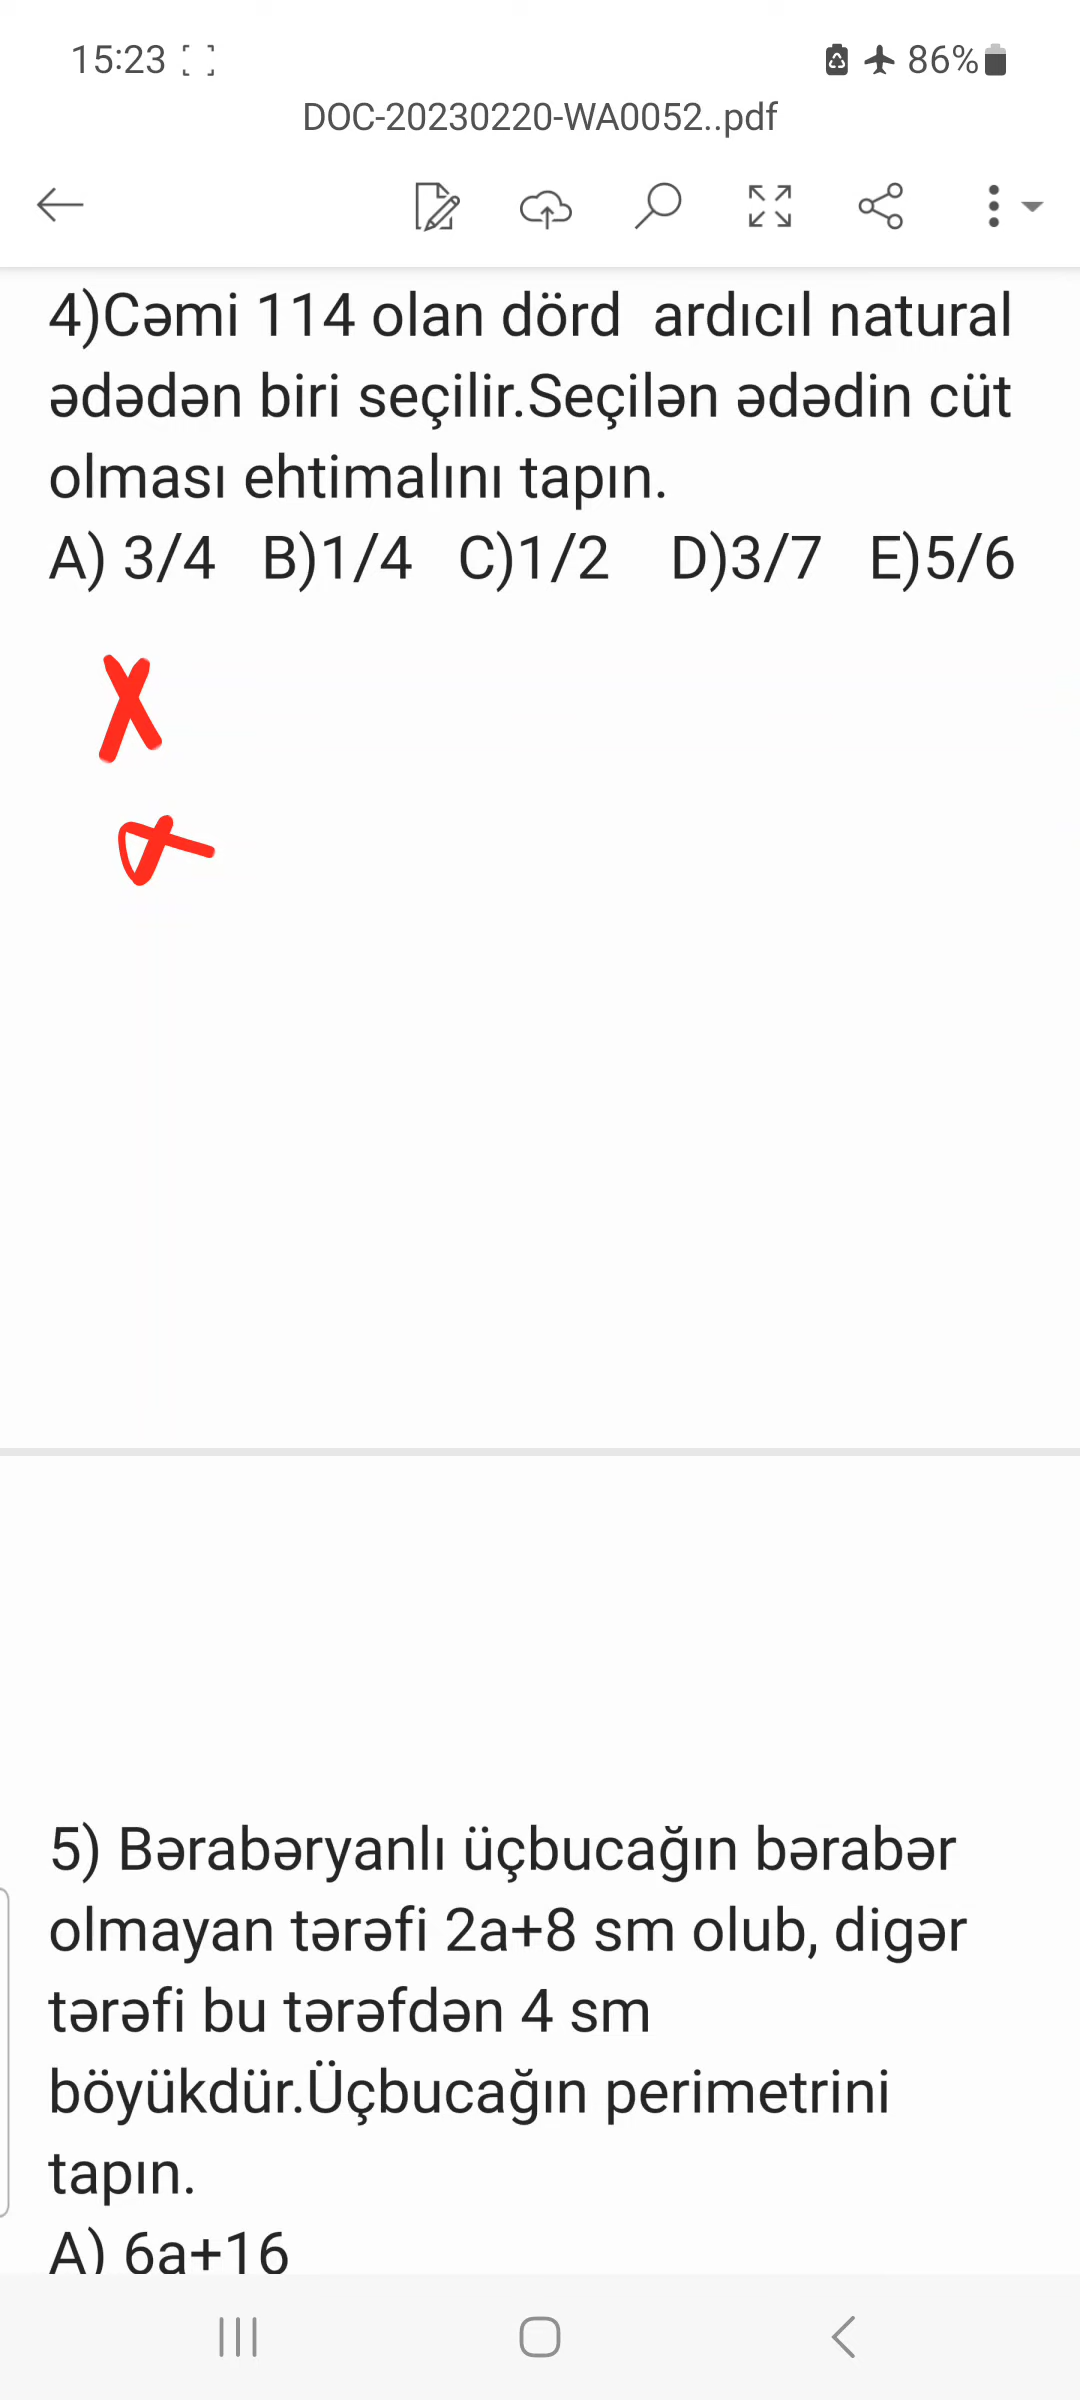 15:23
86%
DOC-20230220-WA0052..pdf
4)Cəmi 114 olan dörd ardıcıl natural
ədədən biri seçilir.Seçilən ədədin cüt
olması ehtimalını tapın.
A) 3/4 B)1/4 C)1/2 D)3/7 E)5/6
X
5) Bərabəryanlı üçbucağın bərabər
olmayan tərəfi 2a+8 sm olub, digər
tərəfi bu tərəfdən 4 sm
böyükdür.Üçbucağın perimetrini
tapın.
A) 6a+16